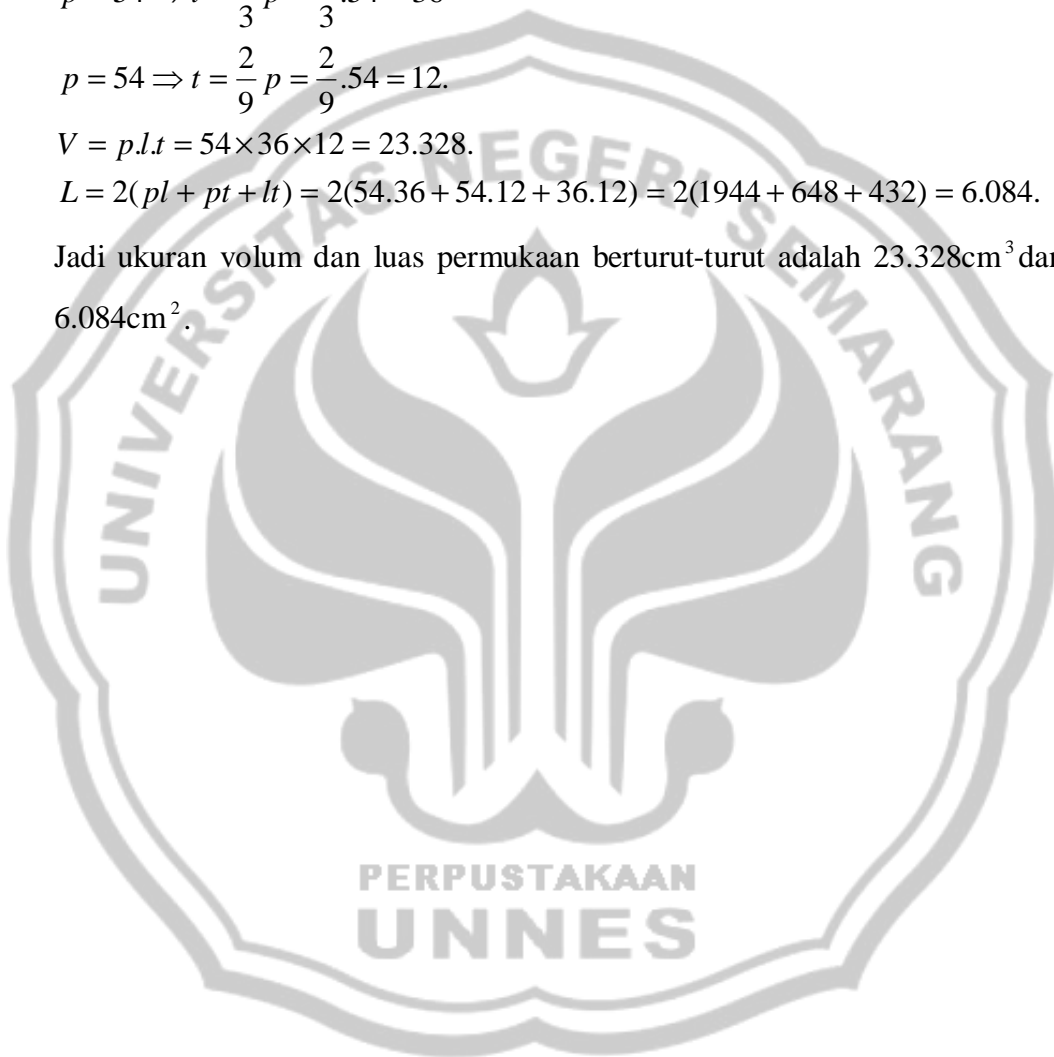 3 3
p = 54 ⇒ t = 2/9 p = 2/9 .54 = 12.
V = p.l.t = 54×36×12 = 23.328.
L = 2(pl + pt + lt) = 2(54.36 + 54.12 + 36.12) = 2(1944 + 648 + 432) = 6.084.
Jadi ukuran volum dan luas permukaan berturut-turut adalah 23.328cm³ dan
6.084cm².
UNIVERSITAS NEGERI SEMARANG
PERPUSTAKAAN
UNNES